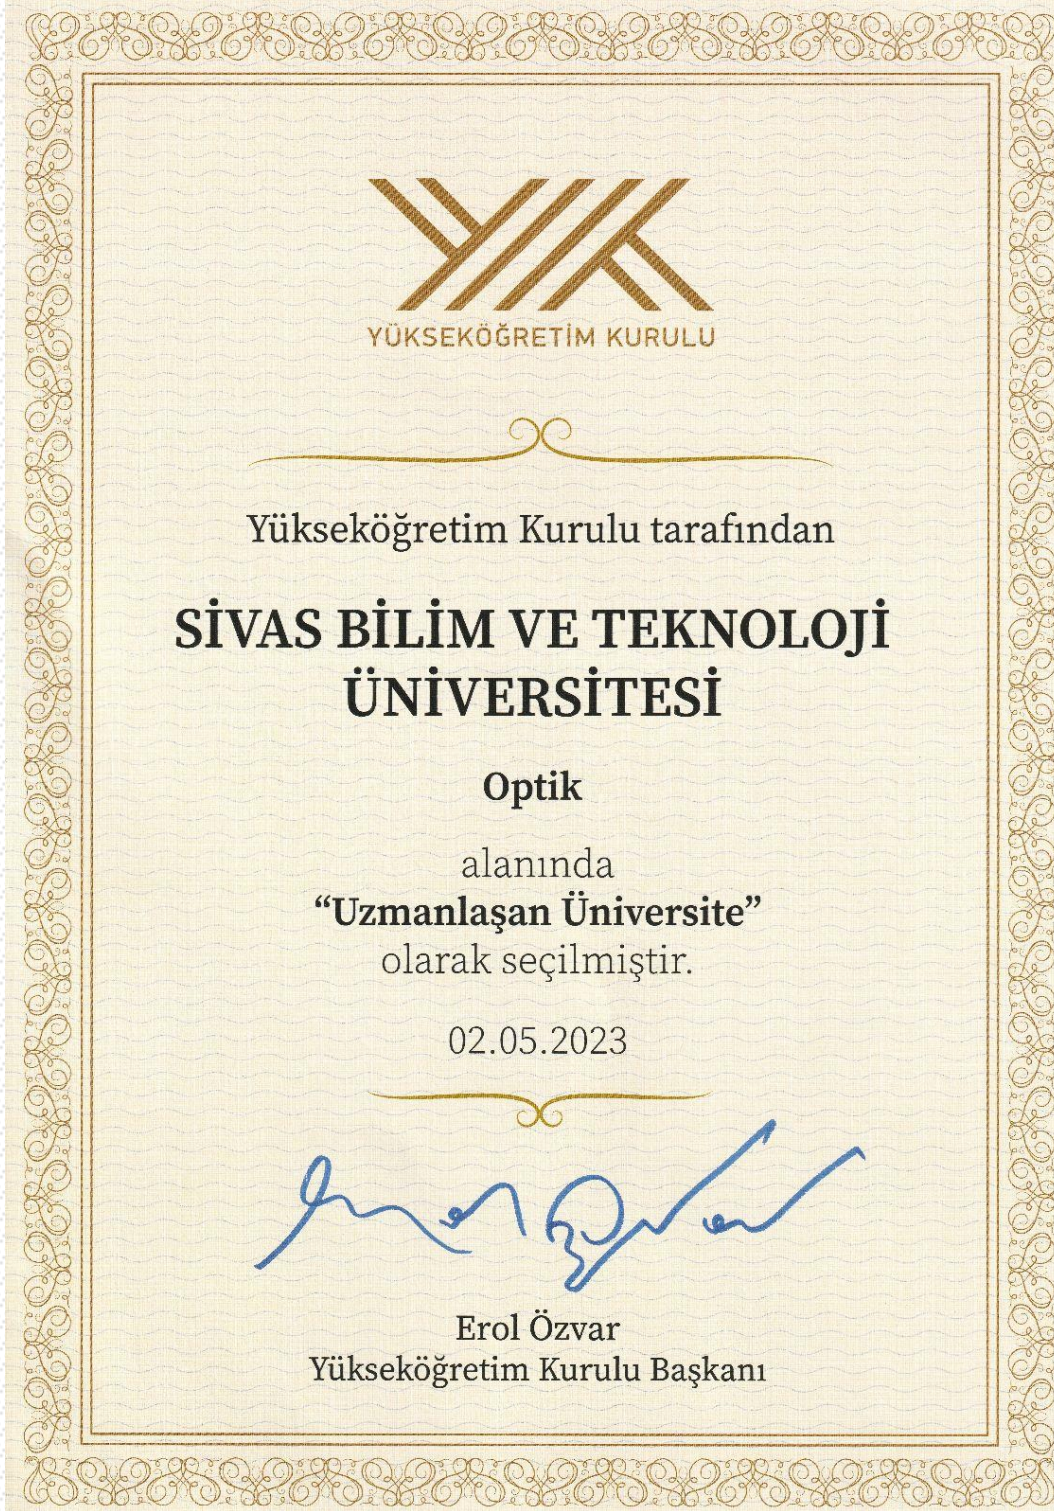 YÜKSEKÖĞRETİM KURULU
Yükseköğretim Kurulu tarafından
SİVAS BİLİM VE TEKNOLOJİ
ÜNİVERSİTESİ
Optik
alanında
“Uzmanlaşan Üniversite”
olarak seçilmiştir.
02.05.2023
Erol Özvar
Yükseköğretim Kurulu Başkanı